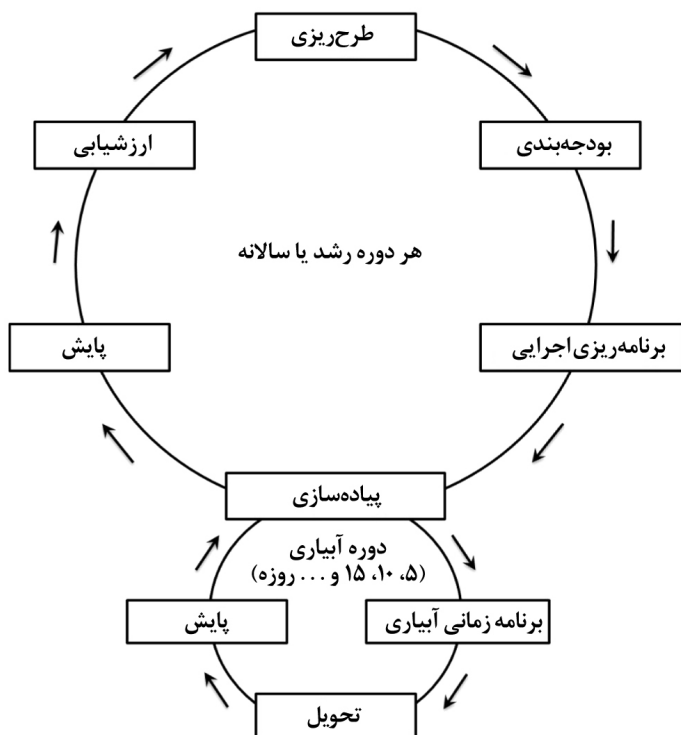 طرح‌ریزی
ارزشیابی
بودجه‌بندی
هر دوره رشد یا سالانه
پایش
برنامه‌ریزی اجرایی
پیاده‌سازی
دوره آبیاری
(۵، ۱۰، ۱۵ و ... روزه)
پایش
برنامه زمانی آبیاری
تحویل